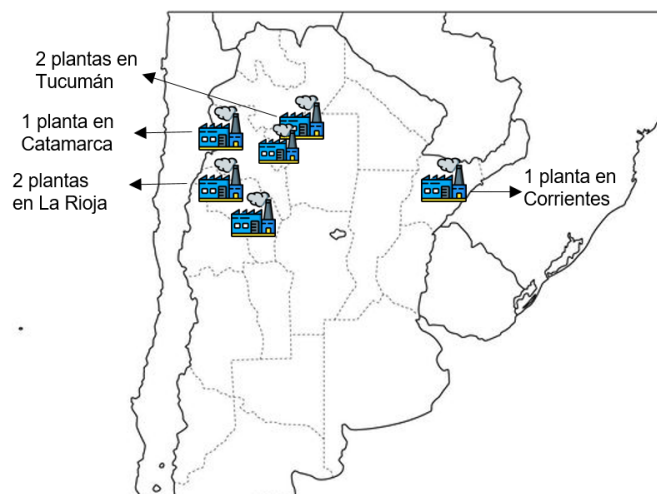 2 plantas en
Tucumán
1 planta en
Catamarca
2 plantas
en La Rioja
1 planta en
Corrientes